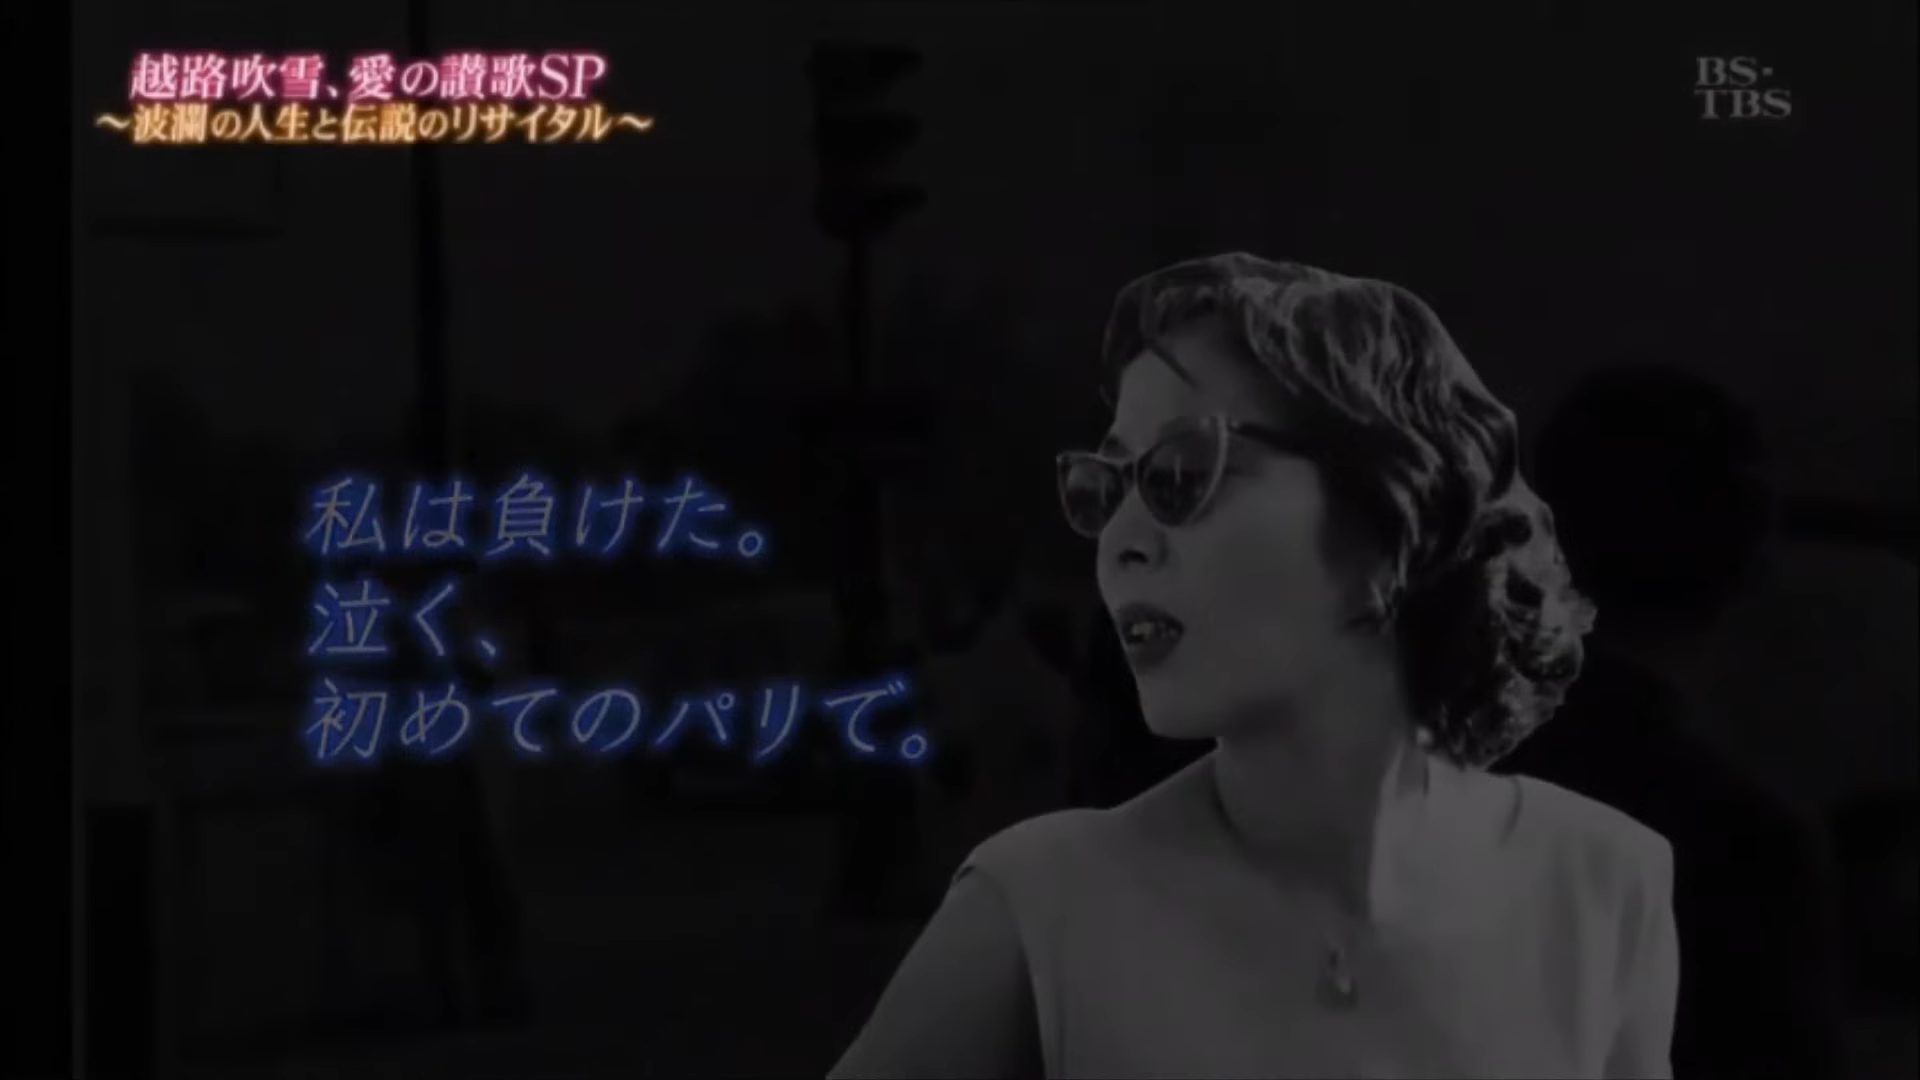 越路吹雪、愛の讃歌SP
～波瀾の人生と伝説のリサイタル～
BS-
TBS
私は負けた。
泣く、
初めてのパリで。